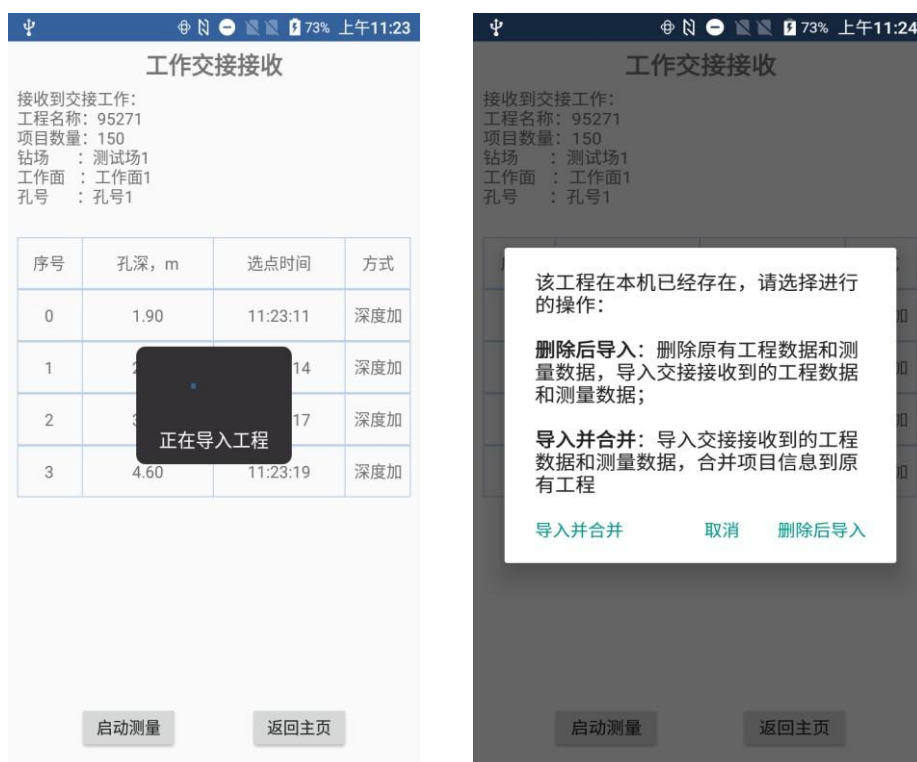 73% 上午11:23
工作交接接收
接收到交接工作：
工程名称：95271
项目数量：150
钻场 ：测试场1
工作面 ：工作面1
孔号 ：孔号1
序号 孔深，m 选点时间 方式
0 1.90 11:23:11 深度加
1 14 深度加
2 17 深度加
正在导入工程
3 4.60 11:23:19 深度加
启动测量 返回主页
73% 上午11:24
工作交接接收
接收到交接工作：
工程名称：95271
项目数量：150
钻场 ：测试场1
工作面 ：工作面1
孔号 ：孔号1
该工程在本机已经存在，请选择进行
的操作：
删除后导入：删除原有工程数据和测
量数据，导入交接接收到的工程数据
和测量数据；
导入并合并：导入交接接收到的工程
数据和测量数据，合并项目信息到原
有工程
导入并合并 取消 删除后导入
启动测量 返回主页